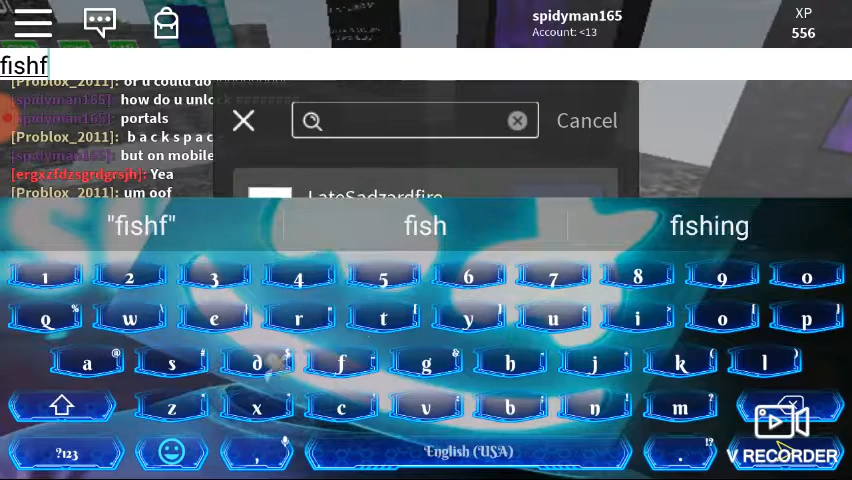 spidyman165
Account: <13
XP
556
fishf
[Problox_2011]: or u could do ########
[spidyman165]: how do u unlock ########
[spidyman165]: portals
[Problox_2011]: b a c k s p a c
[spidyman165]: but on mobile
[ergxzfdzsgrdgrsjh]: Yea
[Problox_2011]: um oof
Cancel
LateSadzardfire
"fishf" fish fishing
1 2 3 4 5 6 7 8 9 0
Q w e r t y u i o p
a s d f g h j k l
z x c v b n m
?123 , English (USA) . !?
V RECORDER